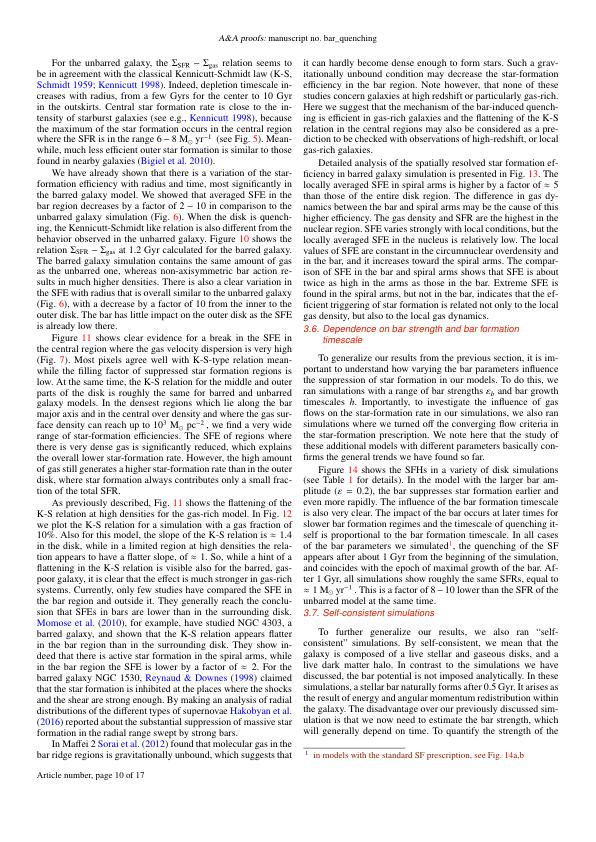 A&A proofs: manuscript no. bar_quenching
For the unbarred galaxy, the Σ_SFR − Σ_gas relation seems to
be in agreement with the classical Kennicutt-Schmidt law (K-S,
Schmidt 1959; Kennicutt 1998). Indeed, depletion timescale in-
creases with radius, from a few Gyrs for the center to 10 Gyr
in the outskirts. Central star formation rate is close to the in-
tensity of starburst galaxies (see e.g., Kennicutt 1998), because
the maximum of the star formation occurs in the central region
where the SFR is in the range 6 − 8 M⊙ yr⁻¹ (see Fig. 5). Mean-
while, much less efficient outer star formation is similar to those
found in nearby galaxies (Bigiel et al. 2010).
We have already shown that there is a variation of the star-
formation efficiency with radius and time, most significantly in
the barred galaxy model. We showed that averaged SFE in the
bar region decreases by a factor of 2 − 10 in comparison to the
unbarred galaxy simulation (Fig. 6). When the disk is quench-
ing, the Kennicutt-Schmidt like relation is also different from the
behavior observed in the unbarred galaxy. Figure 10 shows the
relation Σ_SFR − Σ_gas at 1.2 Gyr calculated for the barred galaxy.
The barred galaxy simulation contains the same amount of gas
as the unbarred one, whereas non-axisymmetric bar action re-
sults in much higher densities. There is also a clear variation in
the SFE with radius that is overall similar to the unbarred galaxy
(Fig. 6), with a decrease by a factor of 10 from the inner to the
outer disk. The bar has little impact on the outer disk as the SFE
is already low there.
Figure 11 shows clear evidence for a break in the SFE in
the central region where the gas velocity dispersion is very high
(Fig. 7). Most pixels agree well with K-S-type relation mean-
while the filling factor of suppressed star formation regions is
low. At the same time, the K-S relation for the middle and outer
parts of the disk is roughly the same for barred and unbarred
galaxy models. In the densest regions which lie along the bar
major axis and in the central over density and where the gas sur-
face density can reach up to 10³ M⊙ pc⁻², we find a very wide
range of star-formation efficiencies. The SFE of regions where
there is very dense gas is significantly reduced, which explains
the overall lower star-formation rate. However, the high amount
of gas still generates a higher star-formation rate than in the outer
disk, where star formation always contributes only a small frac-
tion of the total SFR.
As previously described, Fig. 11 shows the flattening of the
K-S relation at high densities for the gas-rich model. In Fig. 12
we plot the K-S relation for a simulation with a gas fraction of
10%. Also for this model, the slope of the K-S relation is ≈ 1.4
in the disk, while in a limited region at high densities the rela-
tion appears to have a flatter slope, of ≈ 1. So, while a hint of a
flattening in the K-S relation is visible also for the barred, gas-
poor galaxy, it is clear that the effect is much stronger in gas-rich
systems. Currently, only few studies have compared the SFE in
the bar region and outside it. They generally reach the conclu-
sion that SFEs in bars are lower than in the surrounding disk.
Momose et al. (2010), for example, have studied NGC 4303, a
barred galaxy, and shown that the K-S relation appears flatter
in the bar region than in the surrounding disk. They show in-
deed that there is active star formation in the spiral arms, while
in the bar region the SFE is lower by a factor of ≈ 2. For the
barred galaxy NGC 1530, Reynaud & Downes (1998) claimed
that the star formation is inhibited at the places where the shocks
and the shear are strong enough. By making an analysis of radial
distributions of the different types of supernovae Hakobyan et al.
(2016) reported about the substantial suppression of massive star
formation in the radial range swept by strong bars.
In Maffei 2 Sorai et al. (2012) found that molecular gas in the
bar ridge regions is gravitationally unbound, which suggests that
it can hardly become dense enough to form stars. Such a grav-
itationally unbound condition may decrease the star-formation
efficiency in the bar region. Note however, that none of these
studies concern galaxies at high redshift or particularly gas-rich.
Here we suggest that the mechanism of the bar-induced quench-
ing is efficient in gas-rich galaxies and the flattening of the K-S
relation in the central regions may also be considered as a pre-
diction to be checked with observations of high-redshift, or local
gas-rich galaxies.
Detailed analysis of the spatially resolved star formation ef-
ficiency in barred galaxy simulation is presented in Fig. 13. The
locally averaged SFE in spiral arms is higher by a factor of ≈ 5
than those of the entire disk region. The difference in gas dy-
namics between the bar and spiral arms may be the cause of this
higher efficiency. The gas density and SFR are the highest in the
nuclear region. SFE varies strongly with local conditions, but the
locally averaged SFE in the nucleus is relatively low. The local
values of SFE are constant in the circumnuclear overdensity and
in the bar, and it increases toward the spiral arms. The compar-
ison of SFE in the bar and spiral arms shows that SFE is about
twice as high in the arms as those in the bar. Extreme SFE is
found in the spiral arms, but not in the bar, indicates that the ef-
ficient triggering of star formation is related not only to the local
gas density, but also to the local gas dynamics.
3.6. Dependence on bar strength and bar formation
timescale
To generalize our results from the previous section, it is im-
portant to understand how varying the bar parameters influence
the suppression of star formation in our models. To do this, we
ran simulations with a range of bar strengths εb and bar growth
timescales h. Importantly, to investigate the influence of gas
flows on the star-formation rate in our simulations, we also ran
simulations where we turned off the converging flow criteria in
the star-formation prescription. We note here that the study of
these additional models with different parameters basically con-
firms the general trends we have found so far.
Figure 14 shows the SFHs in a variety of disk simulations
(see Table 1 for details). In the model with the larger bar am-
plitude (ε = 0.2), the bar suppresses star formation earlier and
even more rapidly. The influence of the bar formation timescale
is also very clear. The impact of the bar occurs at later times for
slower bar formation regimes and the timescale of quenching it-
self is proportional to the bar formation timescale. In all cases
of the bar parameters we simulated¹, the quenching of the SF
appears after about 1 Gyr from the beginning of the simulation,
and coincides with the epoch of maximal growth of the bar. Af-
ter 1 Gyr, all simulations show roughly the same SFRs, equal to
≈ 1 M⊙ yr⁻¹. This is a factor of 8 − 10 lower than the SFR of the
unbarred model at the same time.
3.7. Self-consistent simulations
To further generalize our results, we also ran “self-
consistent” simulations. By self-consistent, we mean that the
galaxy is composed of a live stellar and gaseous disks, and a
live dark matter halo. In contrast to the simulations we have
discussed, the bar potential is not imposed analytically. In these
simulations, a stellar bar naturally forms after 0.5 Gyr. It arises as
the result of energy and angular momentum redistribution within
the galaxy. The disadvantage over our previously discussed sim-
ulation is that we now need to estimate the bar strength, which
will generally depend on time. To quantify the strength of the
¹ in models with the standard SF prescription, see Fig. 14a,b
Article number, page 10 of 17